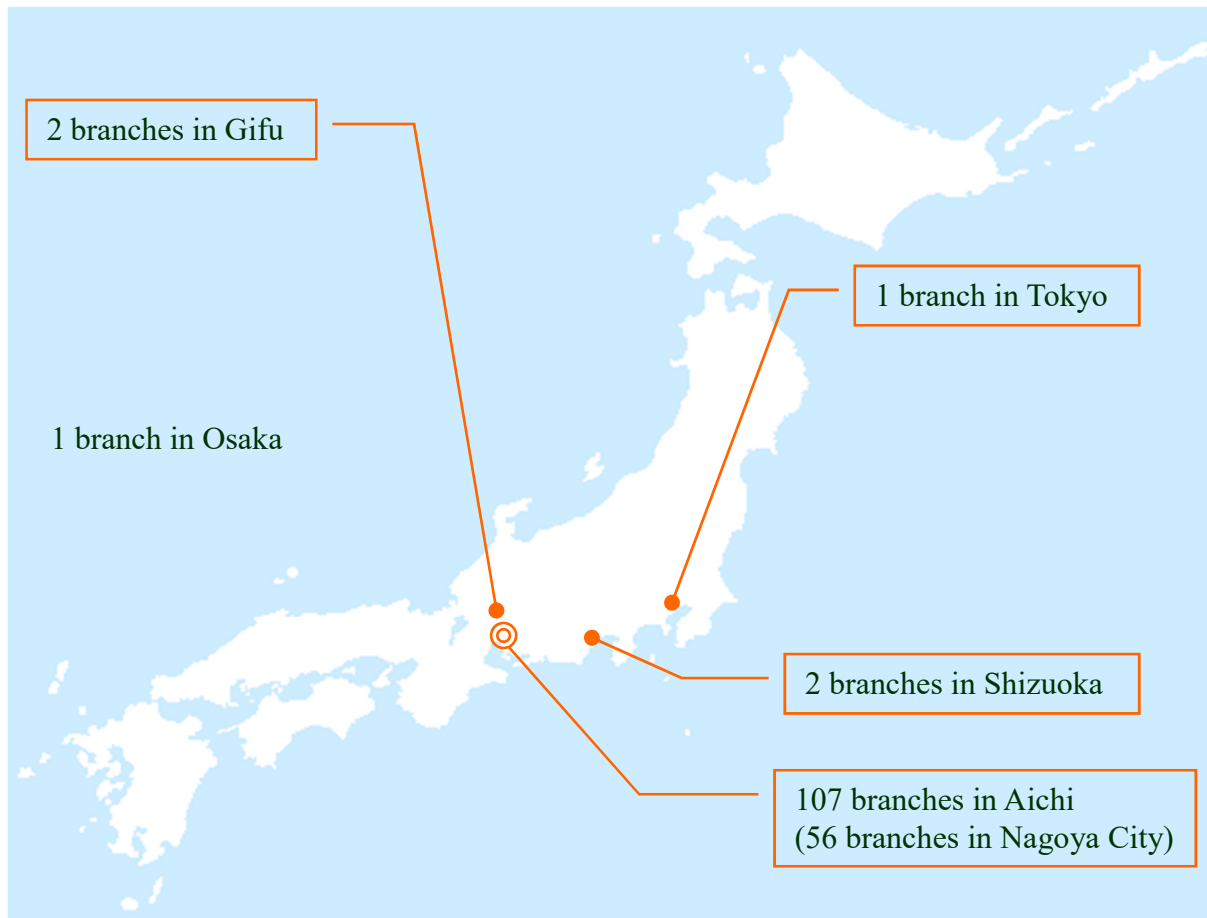 2 branches in Gifu
1 branch in Tokyo
1 branch in Osaka
2 branches in Shizuoka
107 branches in Aichi
(56 branches in Nagoya City)